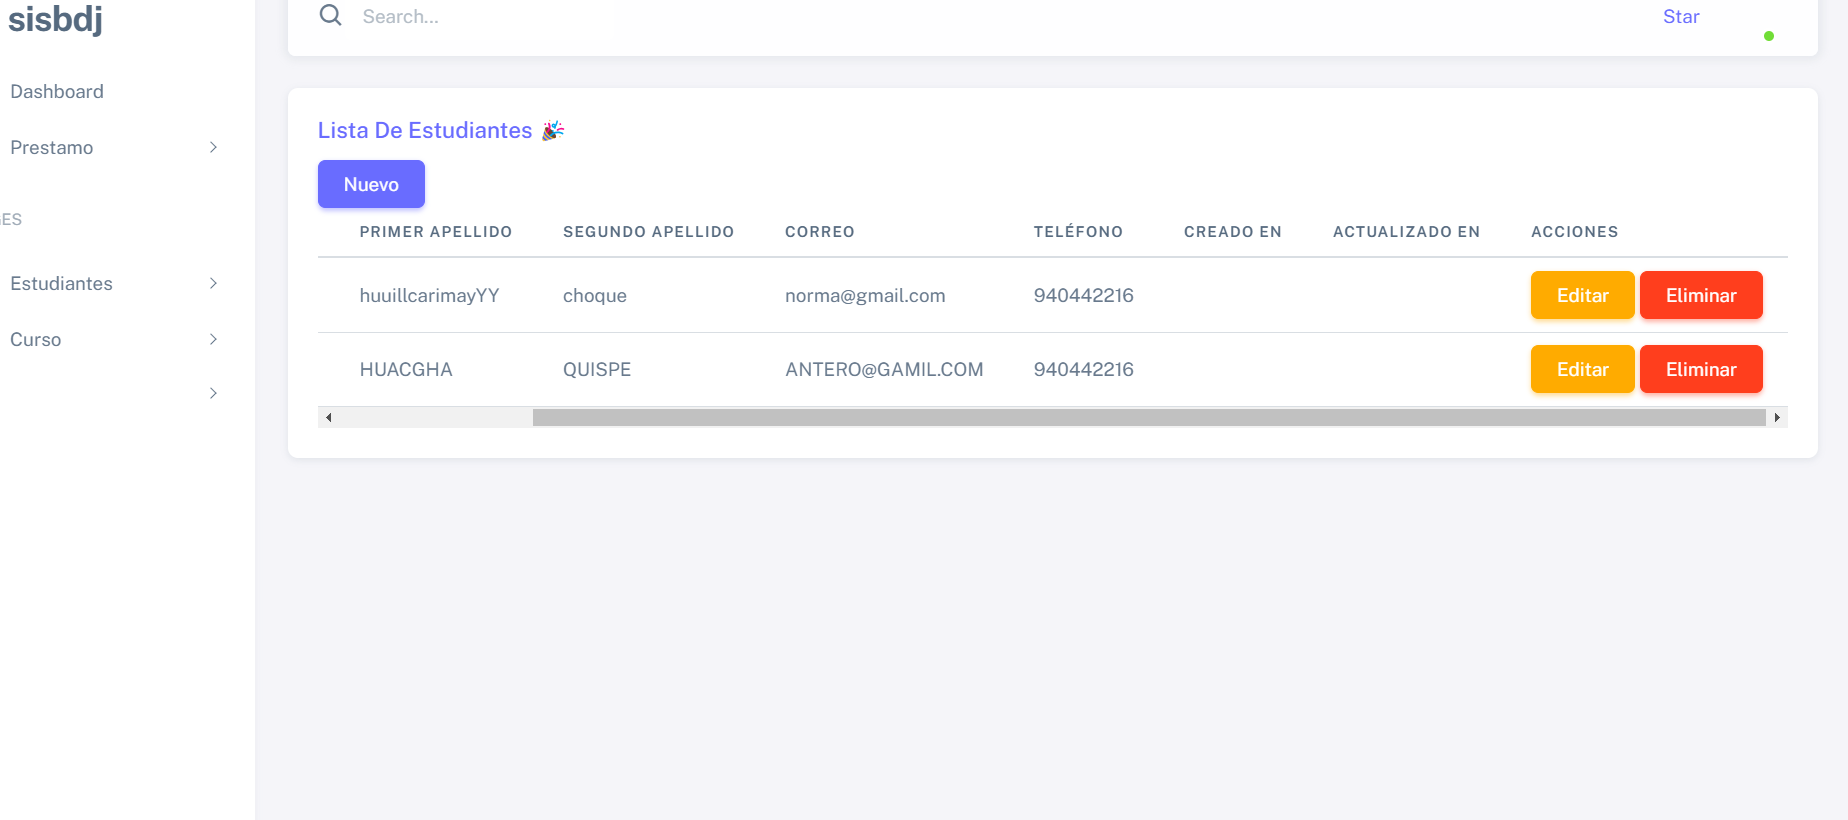 sisbdj
Search...
Star
Dashboard
Prestamo
GES
Estudiantes
Curso
Lista De Estudiantes 🎉
Nuevo
PRIMER APELLIDO SEGUNDO APELLIDO CORREO TELÉFONO CREADO EN ACTUALIZADO EN ACCIONES
huuillcarimayYY choque norma@gmail.com 940442216 Editar Eliminar
HUACGHA QUISPE ANTERO@GAMIL.COM 940442216 Editar Eliminar